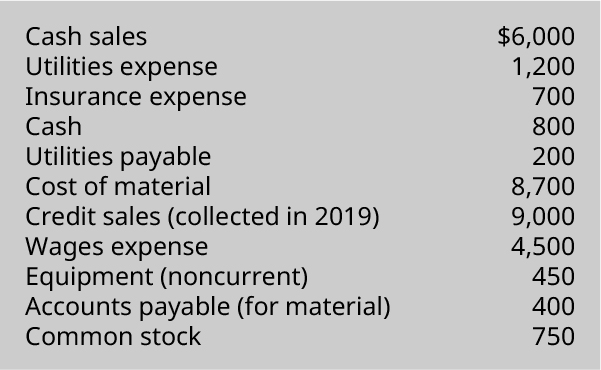 Cash sales $6,000
Utilities expense 1,200
Insurance expense 700
Cash 800
Utilities payable 200
Cost of material 8,700
Credit sales (collected in 2019) 9,000
Wages expense 4,500
Equipment (noncurrent) 450
Accounts payable (for material) 400
Common stock 750